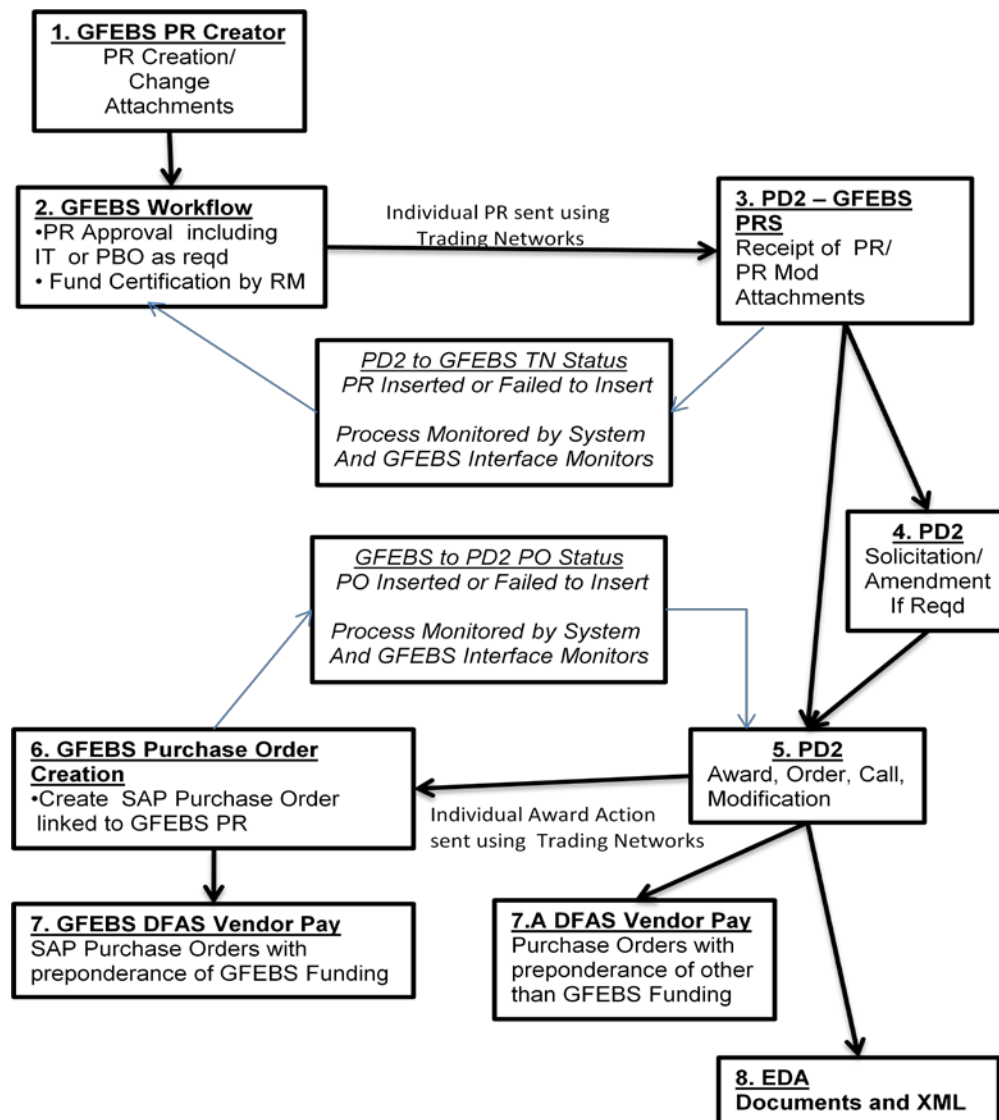 1. GFEBS PR Creator
PR Creation/
Change
Attachments
2. GFEBS Workflow
•PR Approval including
IT or PBO as reqd
• Fund Certification by RM
Individual PR sent using
Trading Networks
3. PD2 – GFEBS
PRS
Receipt of PR/
PR Mod
Attachments
PD2 to GFEBS TN Status
PR Inserted or Failed to Insert
Process Monitored by System
And GFEBS Interface Monitors
4. PD2
Solicitation/
Amendment
If Reqd
GFEBS to PD2 PO Status
PO Inserted or Failed to Insert
Process Monitored by System
And GFEBS Interface Monitors
5. PD2
Award, Order, Call,
Modification
6. GFEBS Purchase Order
Creation
•Create SAP Purchase Order
linked to GFEBS PR
Individual Award Action
sent using Trading Networks
7. GFEBS DFAS Vendor Pay
SAP Purchase Orders with
preponderance of GFEBS Funding
7.A DFAS Vendor Pay
Purchase Orders with
preponderance of other
than GFEBS Funding
8. EDA
Documents and XML